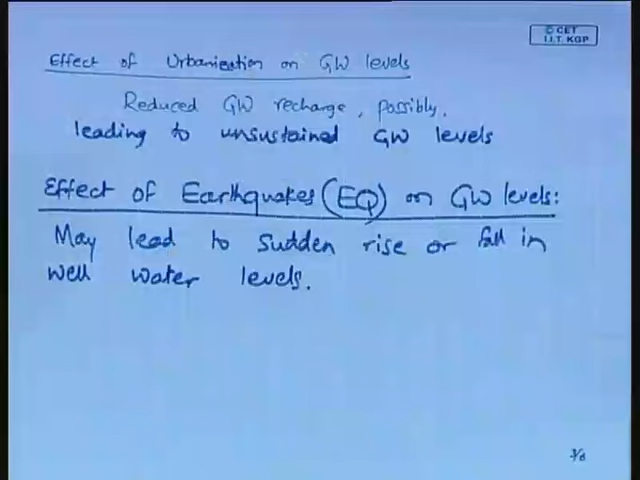 © CET
I.I.T. KGP
Effect of Urbanisation on GW levels
Reduced GW recharge, possibly,
leading to unsustained GW levels
Effect of Earthquakes (EQ) on GW levels:
May lead to sudden rise or fall in
well water levels.